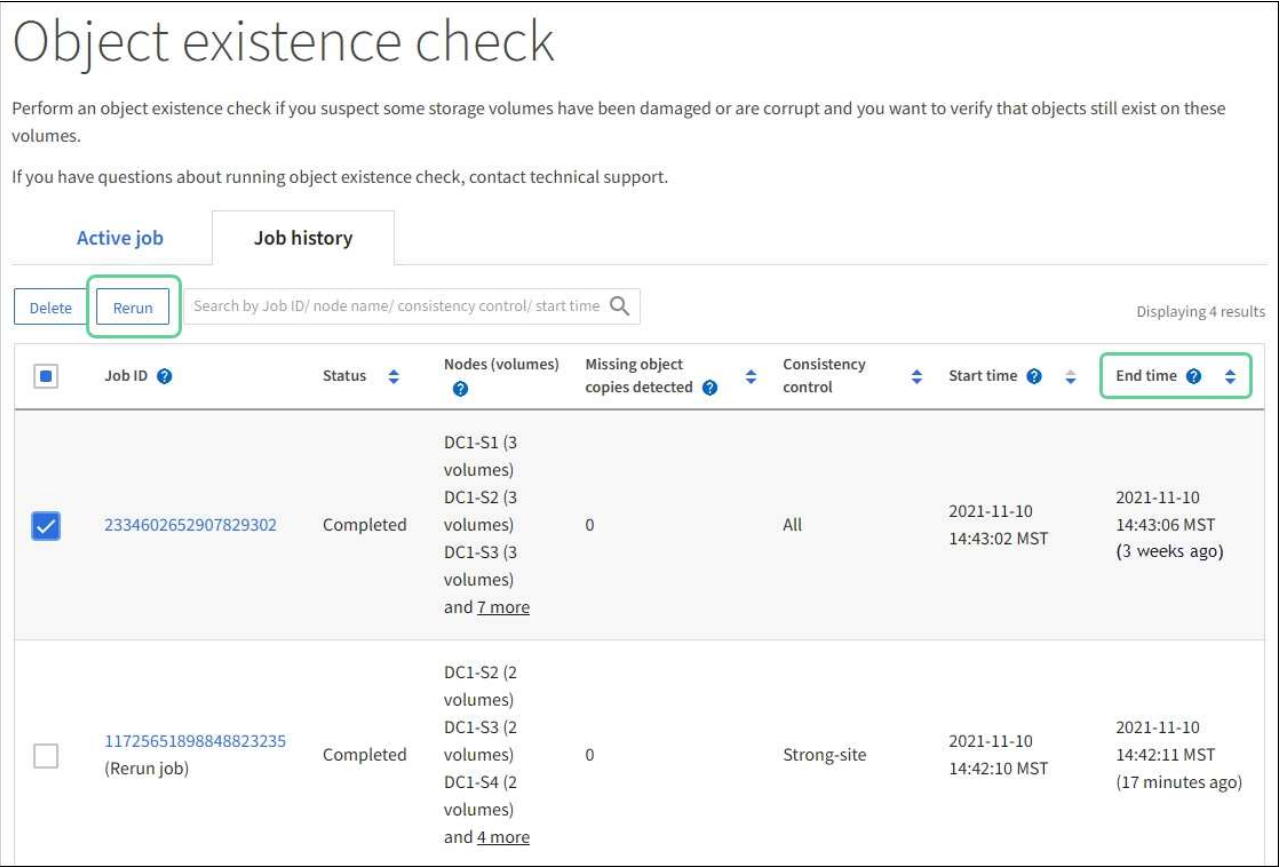 Object existence check
Perform an object existence check if you suspect some storage volumes have been damaged or are corrupt and you want to verify that objects still exist on these
volumes.
If you have questions about running object existence check, contact technical support.
Active job
Job history
Delete
Rerun
Search by Job ID/ node name/ consistency control/ start time
Displaying 4 results
Job ID ?
Status
Nodes (volumes)
?
Missing object
copies detected ?
Consistency
control
Start time ?
End time ?
2334602652907829302
Completed
DC1-S1 (3
volumes)
DC1-S2 (3
volumes)
DC1-S3 (3
volumes)
and 7 more
0
All
2021-11-10
14:43:02 MST
2021-11-10
14:43:06 MST
(3 weeks ago)
11725651898848823235
(Rerun job)
Completed
DC1-S2 (2
volumes)
DC1-S3 (2
volumes)
DC1-S4 (2
volumes)
and 4 more
0
Strong-site
2021-11-10
14:42:10 MST
2021-11-10
14:42:11 MST
(17 minutes ago)